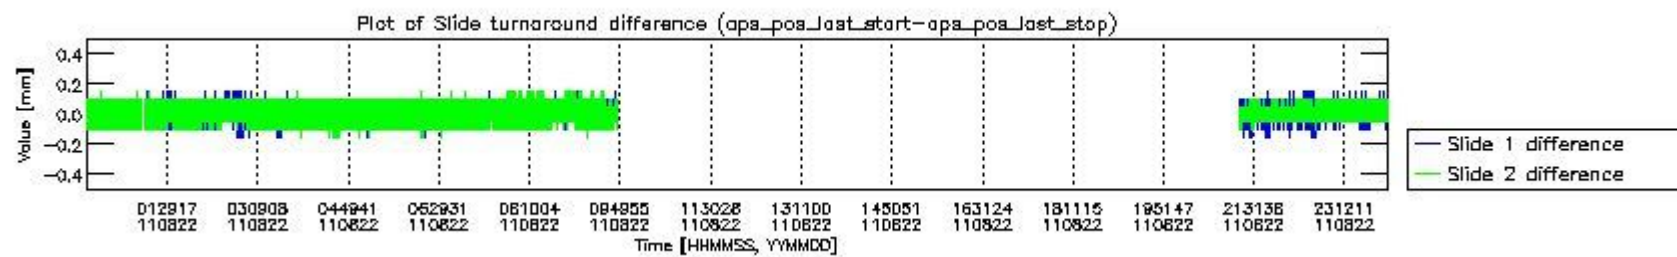 Plot of Slide turnaround difference (aps_pos_last_start-aps_pos_last_stop)
0.4
0.2
0.0
-0.2
-0.4
Value [mm]
Slide 1 difference
Slide 2 difference
012917 030908 044941 062931 081004 094955 113028 131100 145051 163124 181115 195147 213138 231211
110822 110822 110822 110822 110822 110822 110822 110822 110822 110822 110822 110822 110822 110822
Time [HHMMSS, YYMMDD]